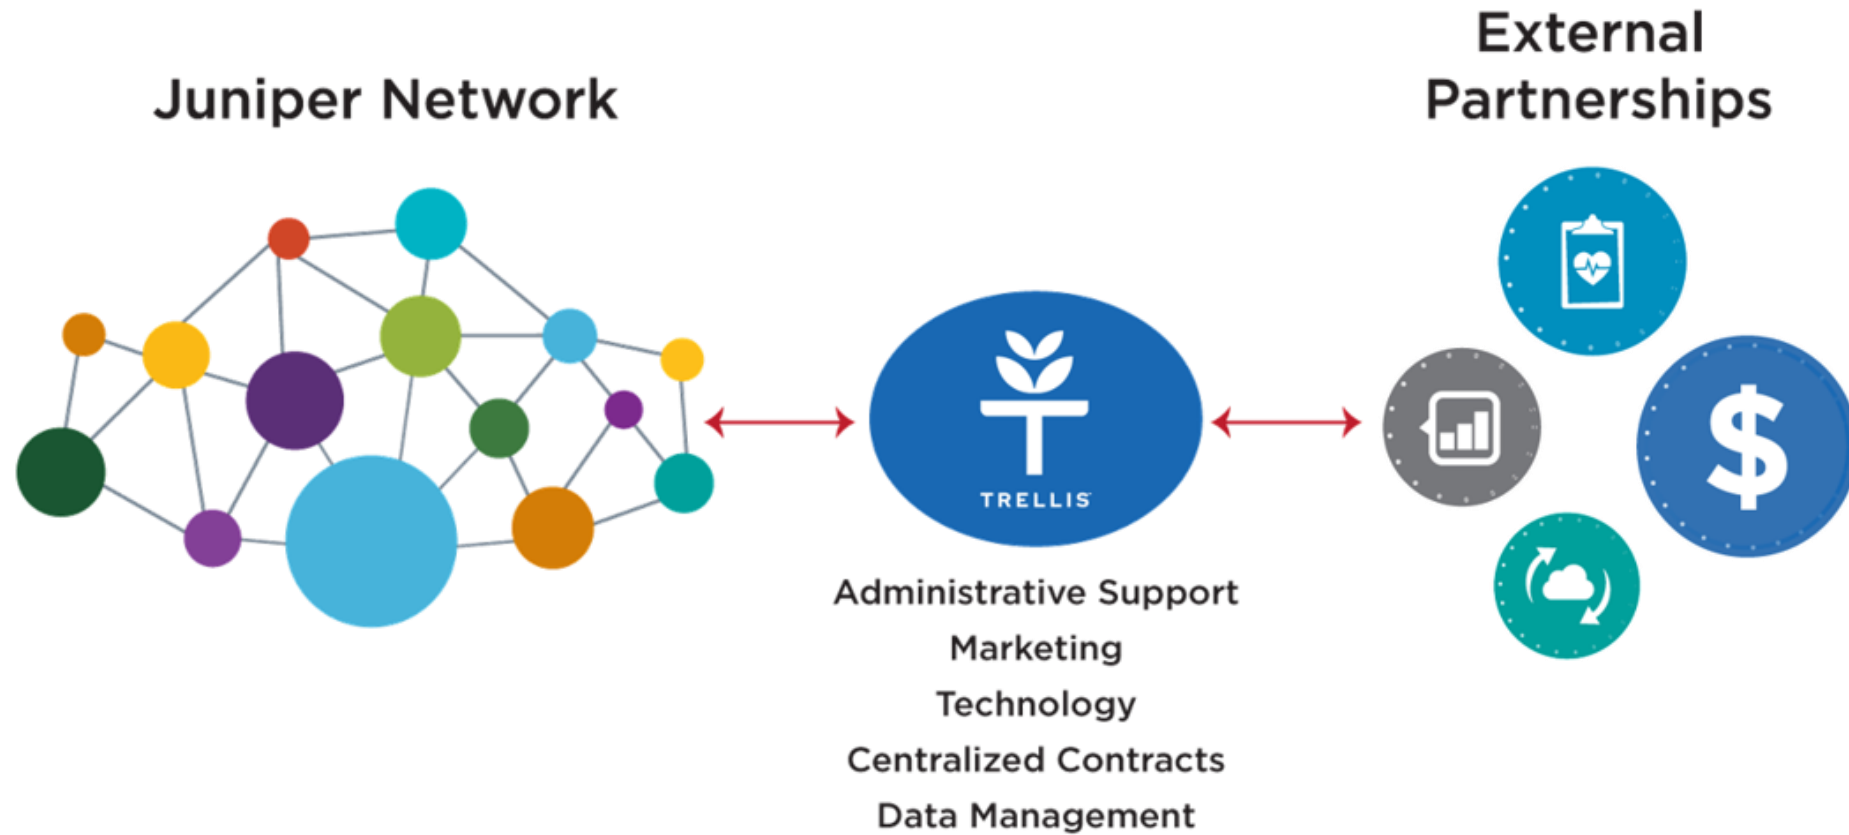 Juniper Network
External
Partnerships
$
TRELLIS
Administrative Support
Marketing
Technology
Centralized Contracts
Data Management